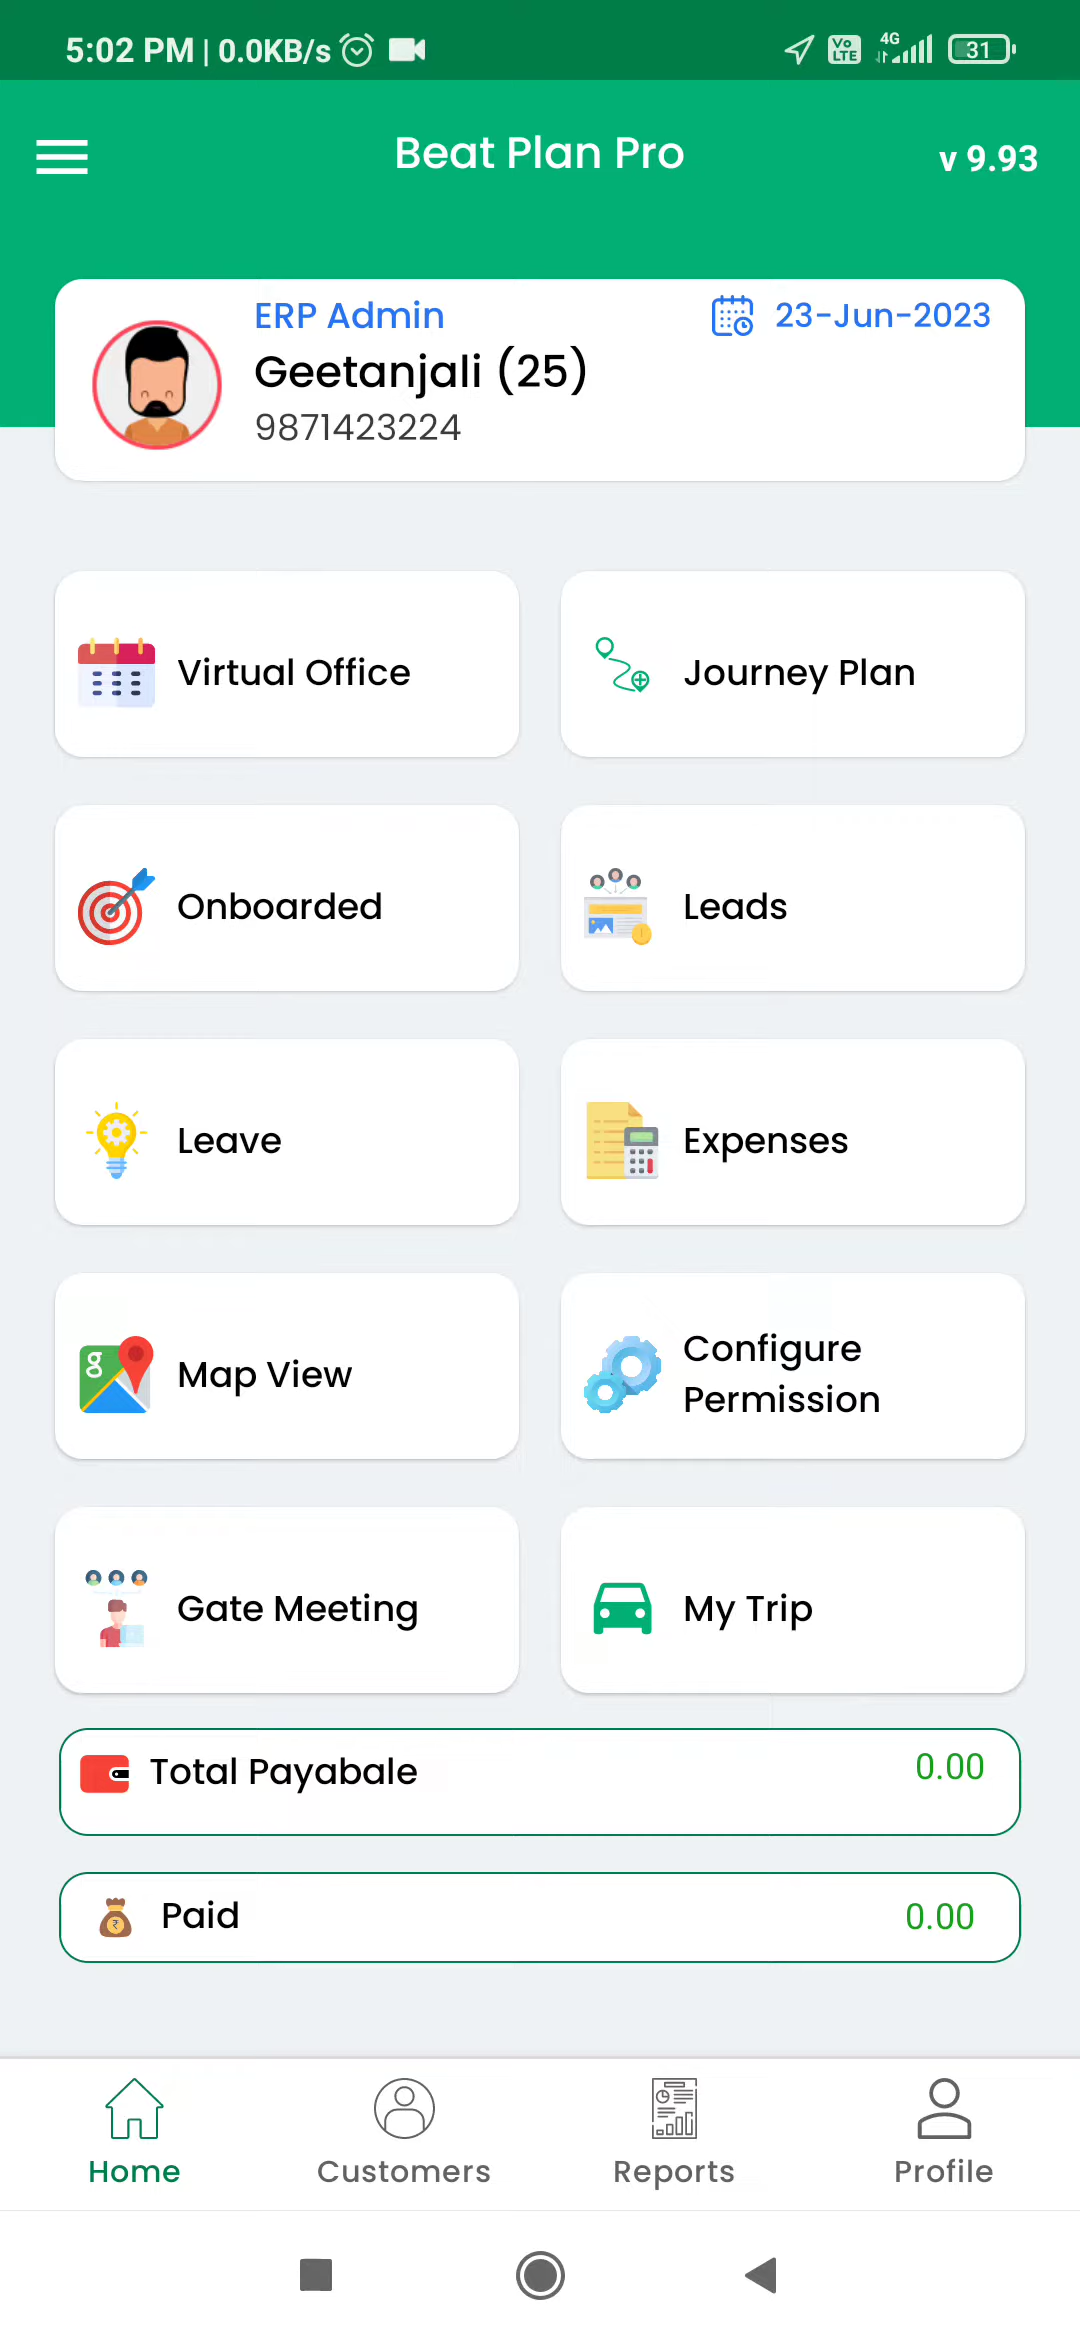 5:02 PM | 0.0KB/s
Vo LTE 4G 31
Beat Plan Pro
v 9.93
ERP Admin
23-Jun-2023
Geetanjali (25)
9871423224
Virtual Office
Journey Plan
Onboarded
Leads
Leave
Expenses
g
Map View
Configure
Permission
Gate Meeting
My Trip
Total Payabale
0.00
₹
Paid
0.00
Home
Customers
Reports
Profile